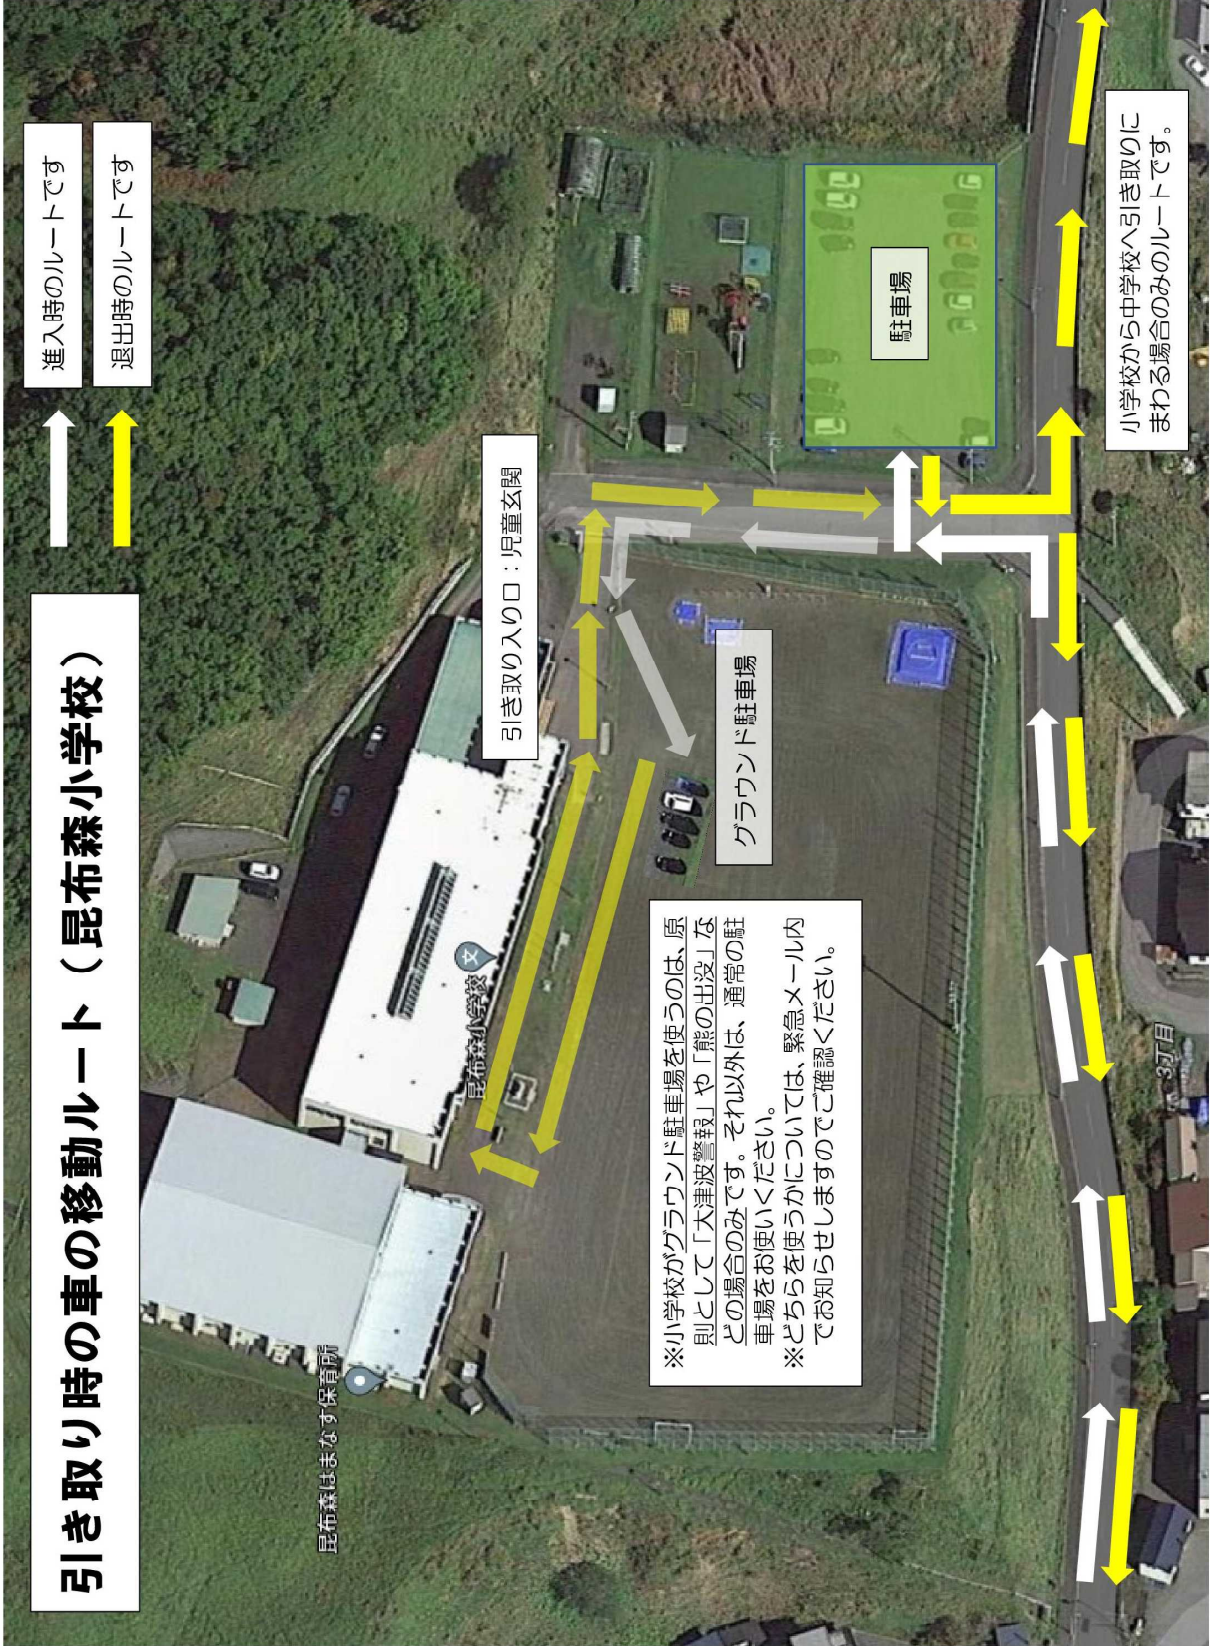 引き取り時の車の移動ルート（昆布森小学校）
進入時のルートです
退出時のルートです
引き取り入り口：児童玄関
駐車場
グラウンド駐車場
小学校から中学校へ引き取りに
まわる場合のみのルートです。
昆布森小学校
文
昆布森はまなす保育所
※小学校がグラウンド駐車場を使うのは、原
則として「大津波警報」や「熊の出没」な
どの場合のみです。それ以外は、通常の駐
車場をお使いください。
※どちらを使うかについては、緊急メール内
でお知らせしますのでご確認ください。
3丁目